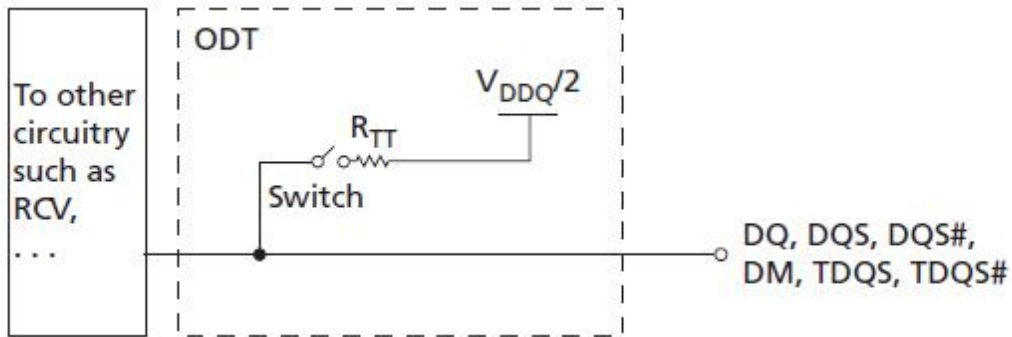 To other
circuitry
such as
RCV,
. . .
ODT
VDDQ/2
RTT
Switch
DQ, DQS, DQS#,
DM, TDQS, TDQS#